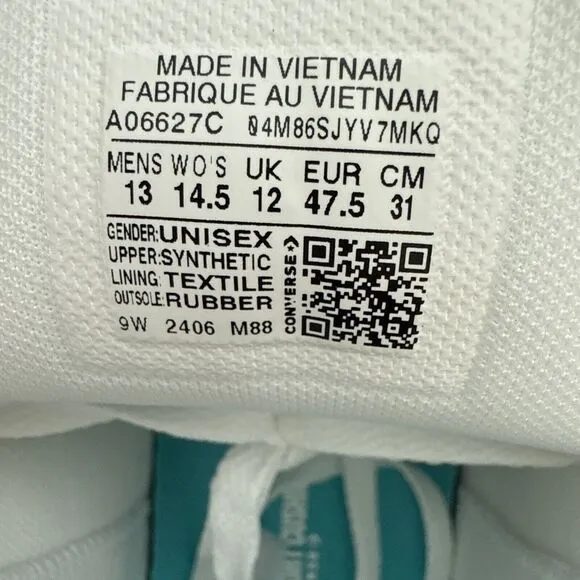 MADE IN VIETNAM
FABRIQUE AU VIETNAM
A06627C 04M86SJYV7MKQ
MENS WO'S UK EUR CM
13 14.5 12 47.5 31
GENDER:UNISEX
UPPER:SYNTHETIC
LINING:TEXTILE
OUTSOLE:RUBBER
9W 2406 M88
CONVERSE